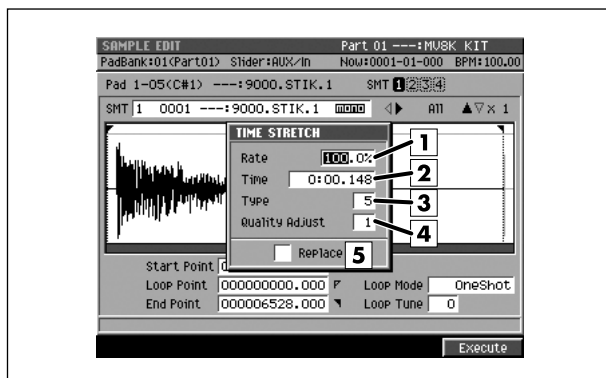 SAMPLE EDIT Part 01 ---:MV8K KIT
PadBank:01(Part01) Slider:AUX/In Now:0001-01-000 BPM:100.00
Pad 1-05(C#1) ---:9000.STIK.1 SMT 1 2 3 4
SMT 1 0001 ---:9000.STIK.1 MONO All x 1
TIME STRETCH
Rate 100.0% 1
Time 0:00.148 2
Type 5 3
Quality Adjust 1 4
Replace 5
Start Point
Loop Point 000000000.000 Loop Mode OneShot
End Point 000006528.000 Loop Tune 0
Execute